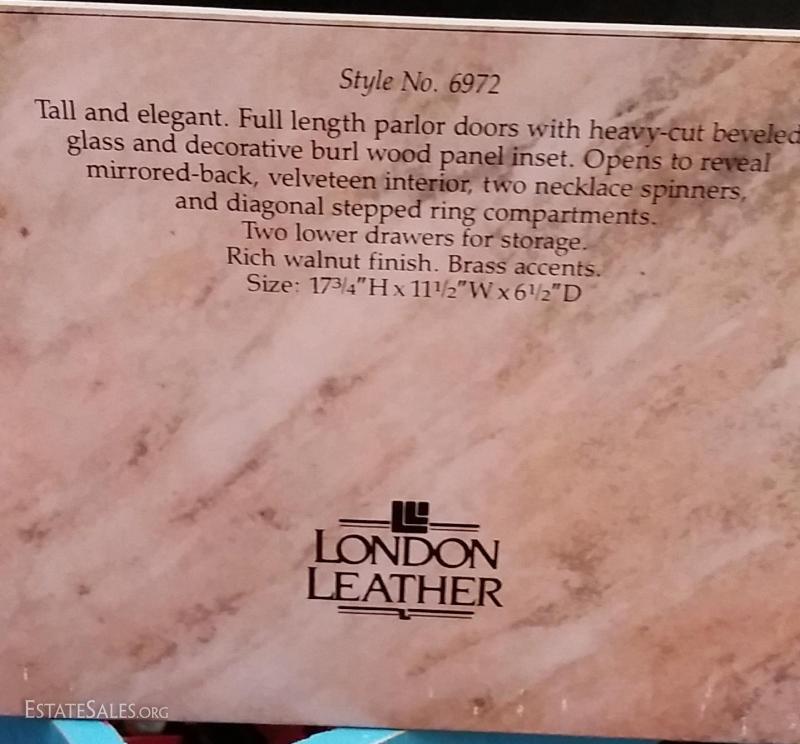 Style No. 6972
Tall and elegant. Full length parlor doors with heavy-cut beveled
glass and decorative burl wood panel inset. Opens to reveal
mirrored-back, velveteen interior, two necklace spinners,
and diagonal stepped ring compartments.
Two lower drawers for storage.
Rich walnut finish. Brass accents.
Size: 17¾"H x 11½"W x 6½"D
LONDON
LEATHER
ESTATESALES.ORG